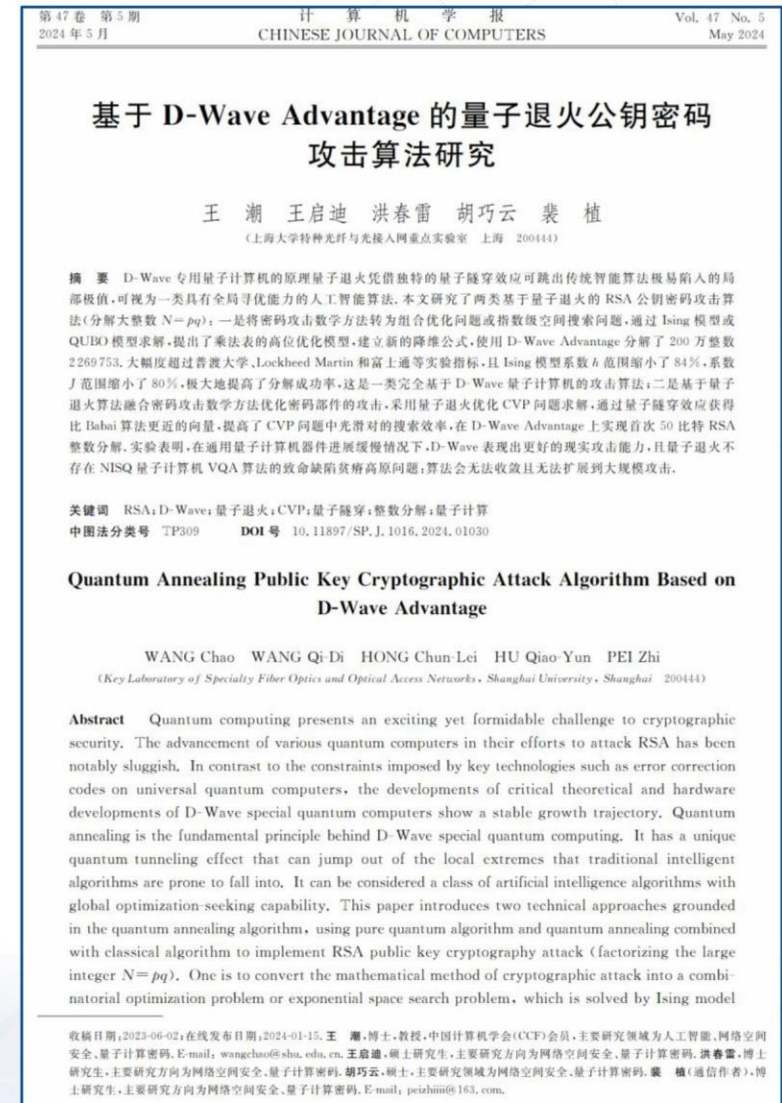 第47卷 第5期
2024年5月
计 算 机 学 报
CHINESE JOURNAL OF COMPUTERS
Vol. 47 No. 5
May 2024
基于 D-Wave Advantage 的量子退火公钥密码
攻击算法研究
王 潮 王启迪 洪春雷 胡巧云 裴 植
(上海大学特种光纤与光接入网重点实验室 上海 200444)
摘 要 D-Wave 专用量子计算机的原理量子退火凭借独特的量子隧穿效应可跳出传统智能算法极易陷入的局
部极值,可视为一类具有全局寻优能力的人工智能算法.本文研究了两类基于量子退火的 RSA 公钥密码攻击算
法(分解大整数 N=pq):一是将密码攻击数学方法转为组合优化问题或指数级空间搜索问题,通过 Ising 模型或
QUBO 模型求解,提出了乘法表的高位优化模型,建立新的降维公式,使用 D-Wave Advantage 分解了 200 万整数
2269753.大幅度超过普渡大学、Lockheed Martin 和富士通等实验指标,且 Ising 模型系数 h 范围缩小了 84%,系数
J 范围缩小了 80%,极大地提高了分解成功率,这是一类完全基于 D-Wave 量子计算机的攻击算法;二是基于量子
退火算法融合密码攻击数学方法优化密码部件的攻击,采用量子退火优化 CVP 问题求解,通过量子隧穿效应获得
比 Babai 算法更近的向量,提高了 CVP 问题中光滑对的搜索效率,在 D-Wave Advantage 上实现首次 50 比特 RSA
整数分解.实验表明,在通用量子计算机器件进展缓慢情况下,D-Wave 表现出更好的现实攻击能力,且量子退火不
存在 NISQ 量子计算机 VQA 算法的致命缺陷贫瘠高原问题:算法会无法收敛且无法扩展到大规模攻击.
关键词 RSA;D-Wave;量子退火;CVP;量子隧穿;整数分解;量子计算
中图法分类号 TP309 DOI号 10.11897/SP.J.1016.2024.01030
Quantum Annealing Public Key Cryptographic Attack Algorithm Based on
D-Wave Advantage
WANG Chao WANG Qi-Di HONG Chun-Lei HU Qiao-Yun PEI Zhi
(Key Laboratory of Specialty Fiber Optics and Optical Access Networks, Shanghai University, Shanghai 200444)
Abstract Quantum computing presents an exciting yet formidable challenge to cryptographic
security. The advancement of various quantum computers in their efforts to attack RSA has been
notably sluggish. In contrast to the constraints imposed by key technologies such as error correction
codes on universal quantum computers, the developments of critical theoretical and hardware
developments of D-Wave special quantum computers show a stable growth trajectory. Quantum
annealing is the fundamental principle behind D-Wave special quantum computing. It has a unique
quantum tunneling effect that can jump out of the local extremes that traditional intelligent
algorithms are prone to fall into. It can be considered a class of artificial intelligence algorithms with
global optimization-seeking capability. This paper introduces two technical approaches grounded
in the quantum annealing algorithm, using pure quantum algorithm and quantum annealing combined
with classical algorithm to implement RSA public key cryptography attack (factorizing the large
integer N=pq). One is to convert the mathematical method of cryptographic attack into a combi-
natorial optimization problem or exponential space search problem, which is solved by Ising model
收稿日期:2023-06-02;在线发布日期:2024-01-15.王 潮,博士,教授,中国计算机学会(CCF)会员,主要研究领域为人工智能、网络空间
安全、量子计算密码.E-mail: wangchao@shu.edu.cn.王启迪,硕士研究生,主要研究方向为网络空间安全、量子计算密码.洪春雷,博士
研究生,主要研究方向为网络空间安全、量子计算密码.胡巧云,硕士,主要研究领域为网络空间安全、量子计算密码.裴 植(通信作者),博
士研究生,主要研究方向为网络空间安全、量子计算密码.E-mail: peizhiiii@163.com.